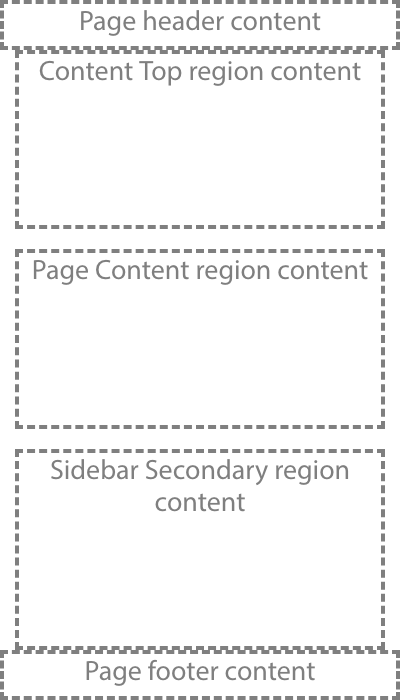 Page header content
Content Top region content
Page Content region content
Sidebar Secondary region
content
Page footer content